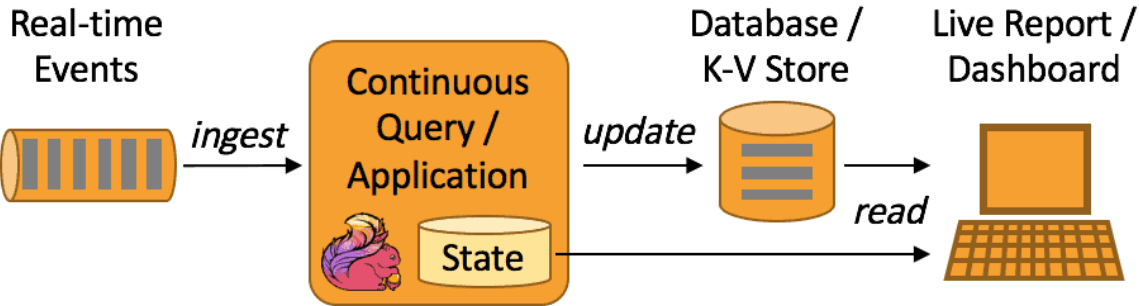 Real-time
Events
ingest
Continuous
Query /
Application
State
update
Database /
K-V Store
read
Live Report /
Dashboard